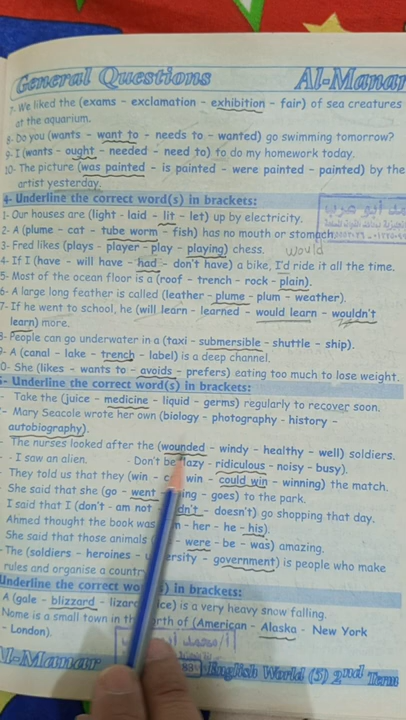 General Questions Al-Manar
7- We liked the (exams - exclamation - exhibition - fair) of sea creatures
at the aquarium.
8- Do you (wants - want to - needs to - wanted) go swimming tomorrow?
9- I (wants - ought - needed - need to) to do my homework today.
10- The picture (was painted - is painted - were painted - painted) by the
artist yesterday.
4- Underline the correct word(s) in brackets:
1- Our houses are (light - laid - lit - let) up by electricity.
2- A (plume - cat - tube worm - fish) has no mouth or stomach.
3- Fred likes (plays - player - play - playing) chess.
would
4- If I (have - will have - had - don't have) a bike, I'd ride it all the time.
5- Most of the ocean floor is a (roof - trench - rock - plain).
6- A large long feather is called (leather - plume - plum - weather).
7- If he went to school, he (will learn - learned - would learn - wouldn't
learn) more.
8- People can go underwater in a (taxi - submersible - shuttle - ship).
9- A (canal - lake - trench - label) is a deep channel.
0- She (likes - wants to - avoids - prefers) eating too much to lose weight.
- Underline the correct word(s) in brackets:
Take the (juice - medicine - liquid - germs) regularly to recover soon.
- Mary Seacole wrote her own (biology - photography - history -
autobiography).
The nurses looked after the (wounded - windy - healthy - well) soldiers.
- I saw an alien. - Don't be lazy - ridiculous - noisy - busy).
They told us that they (win - win - could win - winning) the match.
She said that she (go - went - ing - goes) to the park.
I said that I (don't - am not - dn't - doesn't) go shopping that day.
Ahmed thought the book was - her - he - his).
She said that those animals - were - be - was) amazing.
The (soldiers - heroines - ersity - government) is people who make
rules and organise a countr
Underline the correct wo (s) in brackets:
A (gale - blizzard - lizar ice) is a very heavy snow falling.
Nome is a small town in th rth of (American - Alaska - New York
- London).
Al-Manar 83 English World (5) 2nd Term